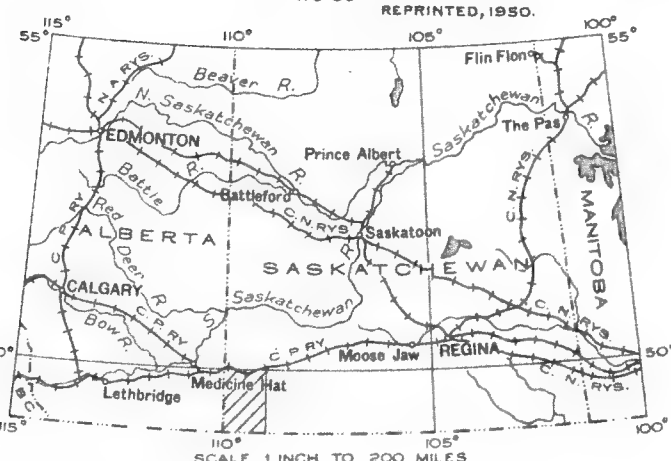 REPRINTED, 1950.
115°
110°
105°
100°
55°
55°
Flin Flon
N. A. RYS.
Beaver R.
N. Saskatchewan R.
Saskatchewan R.
The Pas
EDMONTON
Prince Albert
Battle R.
Battleford
C. N. RYS.
C. N. RYS.
MANITOBA
C. P. RY
Red Deer R
ALBERTA
Saskatoon
SASKATCHEWAN
R.
CALGARY
S. Saskatchewan
Bow R.
C. P. RY
C. N. RYS.
C P RY
Moose Jaw
REGINA
50°
Medicine Hat
C. N. RYS.
Lethbridge
B.C.
115°
110°
105°
100°
SCALE 1 INCH TO 200 MILES